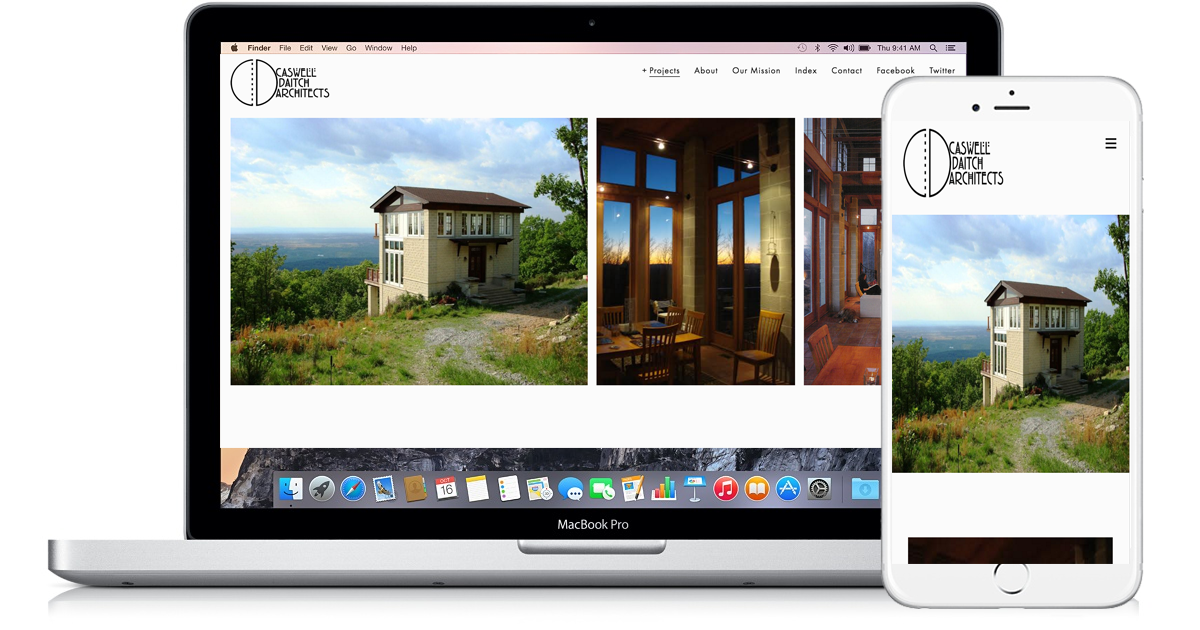 Finder File Edit View Go Window Help Thu 9:41 AM
CASWELL
DAITCH
ARCHITECTS
+ Projects About Our Mission Index Contact Facebook Twitter
OCT
16
MacBook Pro
CASWELL
DAITCH
ARCHITECTS